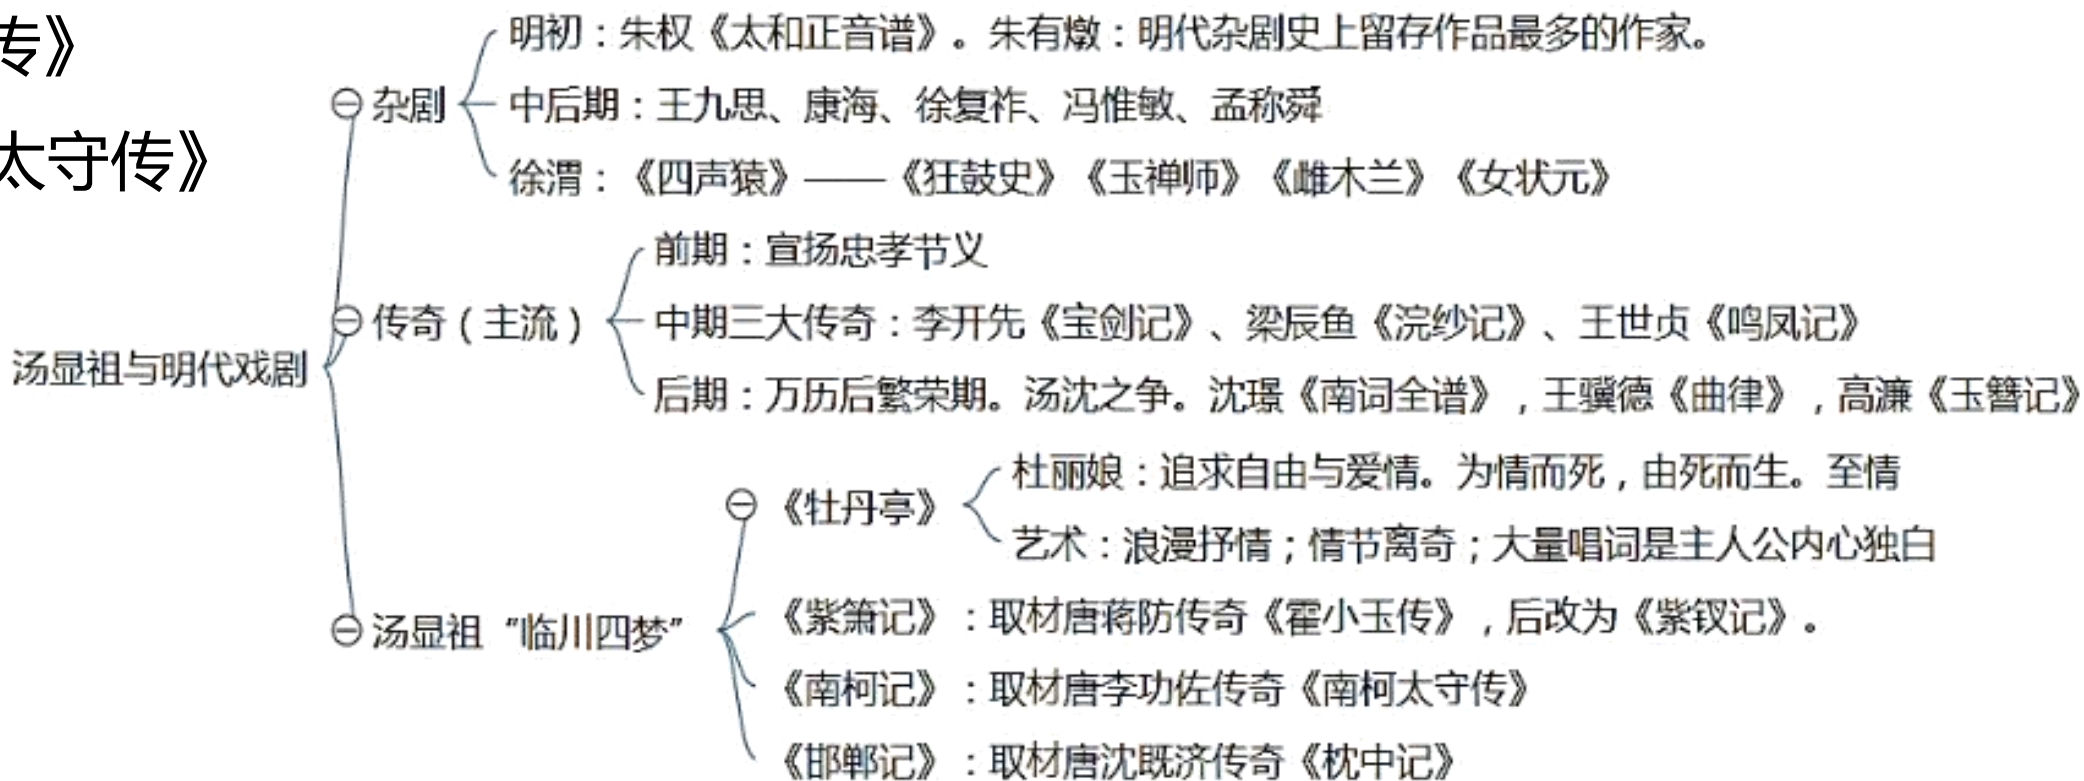 传》
太守传》
汤显祖与明代戏剧
杂剧
明初：朱权《太和正音谱》。朱有燉：明代杂剧史上留存作品最多的作家。
中后期：王九思、康海、徐复祚、冯惟敏、孟称舜
徐渭：《四声猿》——《狂鼓史》《玉禅师》《雌木兰》《女状元》
传奇（主流）
前期：宣扬忠孝节义
中期三大传奇：李开先《宝剑记》、梁辰鱼《浣纱记》、王世贞《鸣凤记》
后期：万历后繁荣期。汤沈之争。沈璟《南词全谱》，王骥德《曲律》，高濂《玉簪记》
汤显祖“临川四梦”
《牡丹亭》
杜丽娘：追求自由与爱情。为情而死，由死而生。至情
艺术：浪漫抒情；情节离奇；大量唱词是主人公内心独白
《紫箫记》：取材唐蒋防传奇《霍小玉传》，后改为《紫钗记》。
《南柯记》：取材唐李功佐传奇《南柯太守传》
《邯郸记》：取材唐沈既济传奇《枕中记》